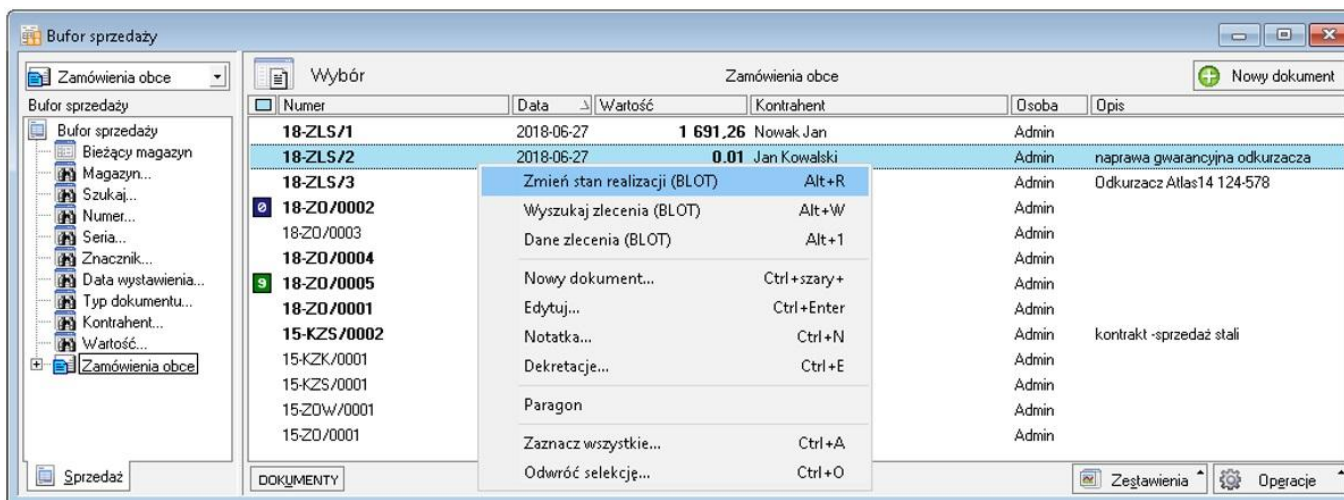 Bufor sprzedaży
Zamówienia obce
Wybór
Zamówienia obce
Nowy dokument
Bufor sprzedaży
Numer Data Wartość Kontrahent Osoba Opis
Bufor sprzedaży
Bieżący magazyn
Magazyn...
Szukaj...
Numer...
Seria...
Znacznik...
Data wystawienia...
Typ dokumentu...
Kontrahent...
Wartość...
Zamówienia obce
18-ZLS/1 2018-06-27 1 691,26 Nowak Jan Admin
18-ZLS/2 2018-06-27 0.01 Jan Kowalski Admin naprawa gwarancyjna odkurzacza
18-ZLS/3 Admin Odkurzacz Atlas14 124-578
0 18-ZO/0002 Admin
18-ZO/0003 Admin
18-ZO/0004 Admin
9 18-ZO/0005 Admin
18-ZO/0001 Admin
15-KZS/0002 Admin kontrakt -sprzedaż stali
15-KZK/0001 Admin
15-KZS/0001 Admin
15-ZOW/0001 Admin
15-ZO/0001 Admin
Zmień stan realizacji (BLOT) Alt+R
Wyszukaj zlecenia (BLOT) Alt+W
Dane zlecenia (BLOT) Alt+1
Nowy dokument... Ctrl+szary+
Edytuj... Ctrl+Enter
Notatka... Ctrl+N
Dekretacje... Ctrl+E
Paragon
Zaznacz wszystkie... Ctrl+A
Odwróć selekcję... Ctrl+O
Sprzedaż
DOKUMENTY
Zestawienia
Operacje